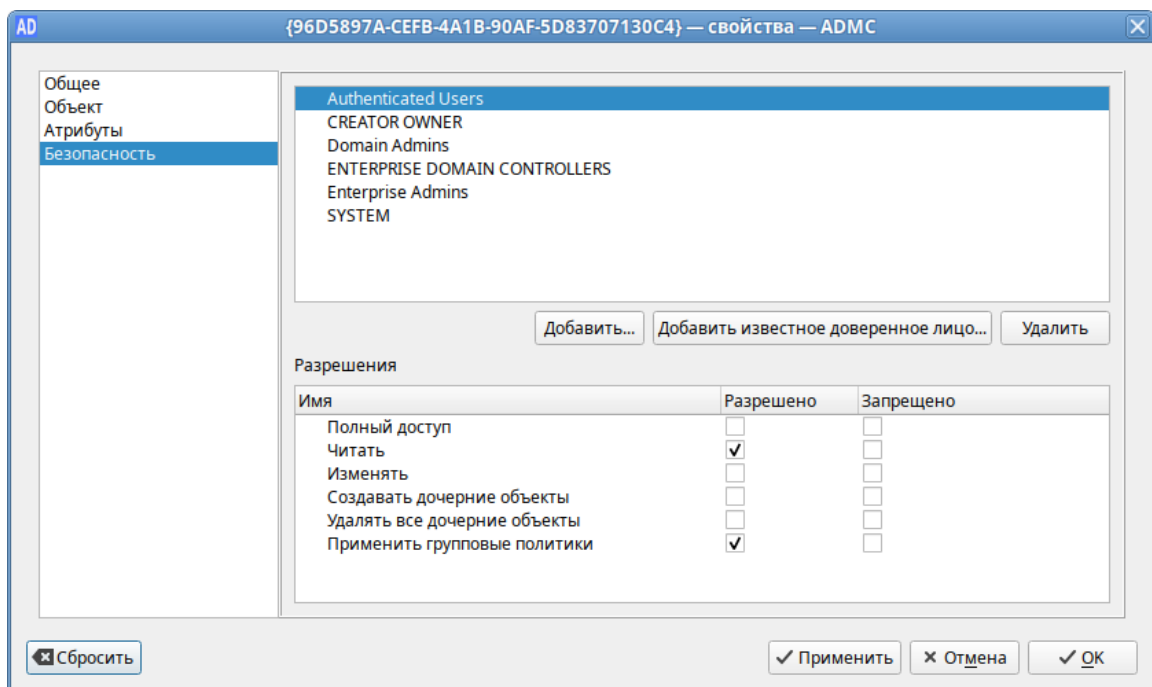 AD {96D5897A-CEFB-4A1B-90AF-5D83707130C4} — свойства — ADMC
Общее
Объект
Атрибуты
Безопасность
Authenticated Users
CREATOR OWNER
Domain Admins
ENTERPRISE DOMAIN CONTROLLERS
Enterprise Admins
SYSTEM
Добавить... Добавить известное доверенное лицо... Удалить
Разрешения
Имя Разрешено Запрещено
Полный доступ
Читать
Изменять
Создавать дочерние объекты
Удалять все дочерние объекты
Применить групповые политики
Сбросить Применить Отмена OK